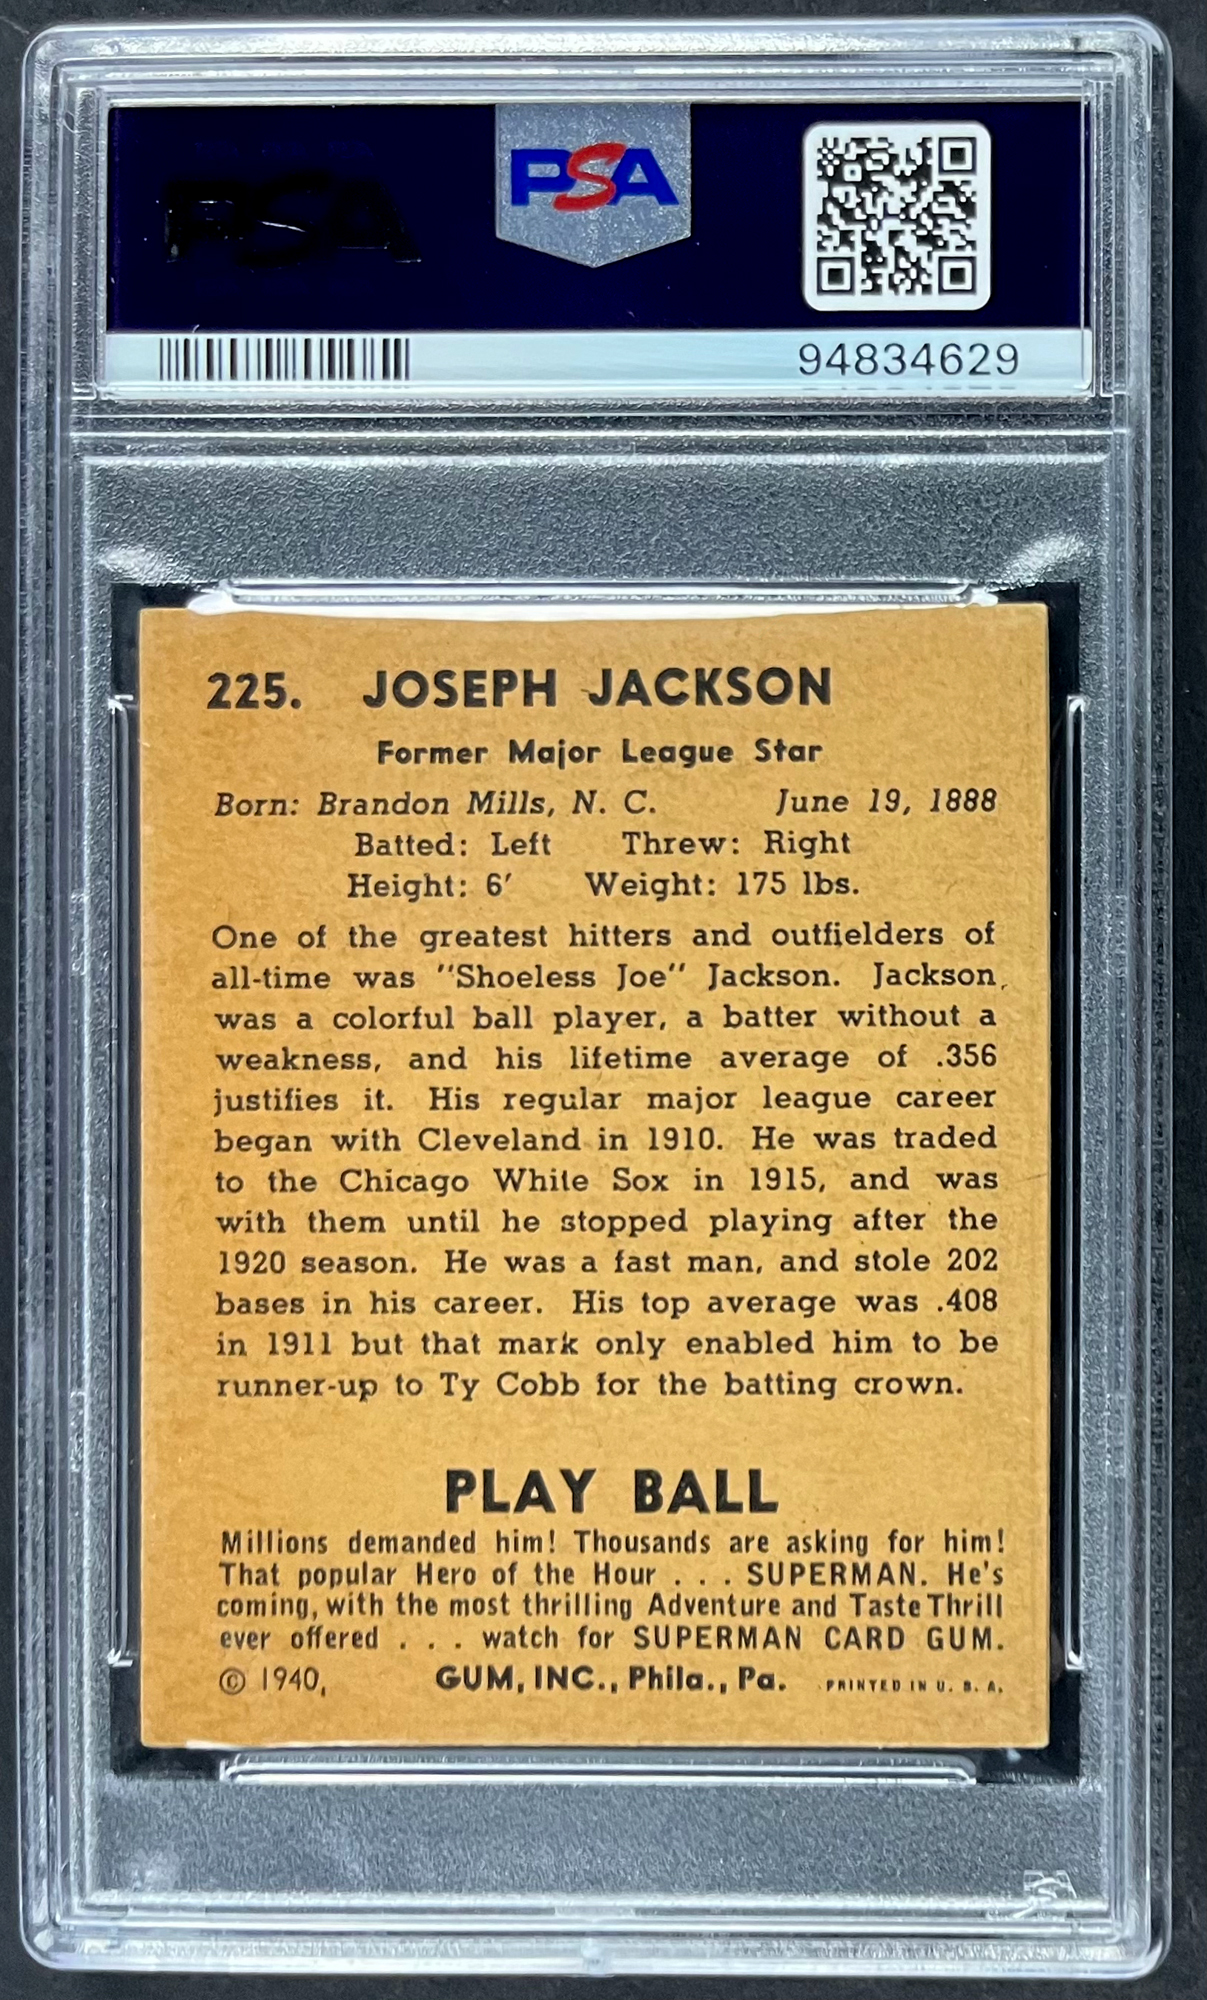 PSA
PSA
94834629
225. JOSEPH JACKSON
Former Major League Star
Born: Brandon Mills, N. C. June 19, 1888
Batted: Left Threw: Right
Height: 6′ Weight: 175 lbs.
One of the greatest hitters and outfielders of
all-time was "Shoeless Joe" Jackson. Jackson
was a colorful ball player, a batter without a
weakness, and his lifetime average of .356
justifies it. His regular major league career
began with Cleveland in 1910. He was traded
to the Chicago White Sox in 1915, and was
with them until he stopped playing after the
1920 season. He was a fast man, and stole 202
bases in his career. His top average was .408
in 1911 but that mark only enabled him to be
runner-up to Ty Cobb for the batting crown.
PLAY BALL
Millions demanded him! Thousands are asking for him!
That popular Hero of the Hour . . . SUPERMAN. He's
coming, with the most thrilling Adventure and Taste Thrill
ever offered . . . watch for SUPERMAN CARD GUM.
© 1940, GUM, INC., Phila., Pa. PRINTED IN U. S. A.
PSA